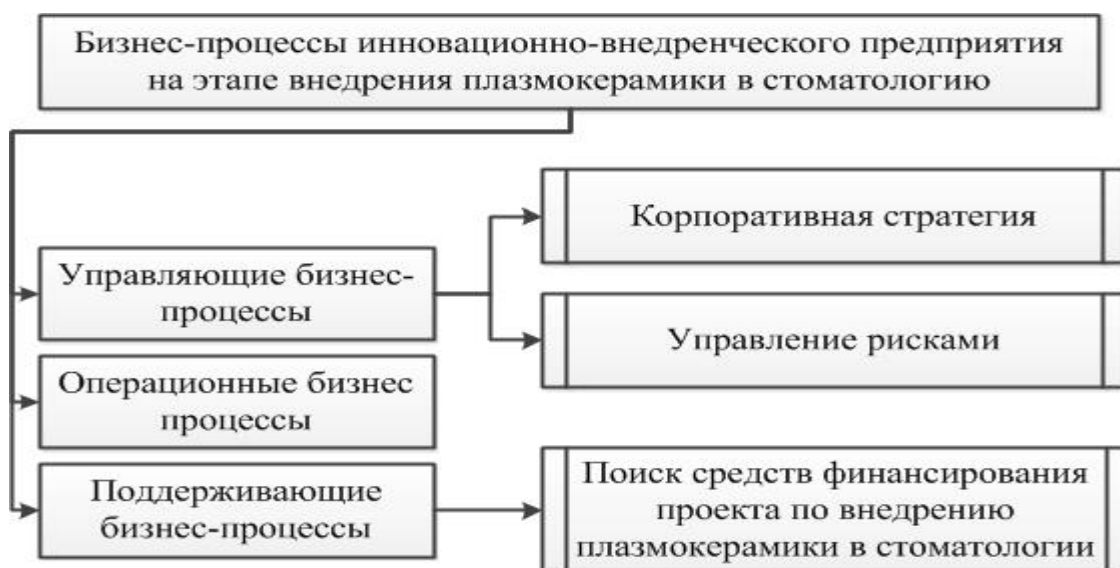 Бизнес-процессы инновационно-внедренческого предприятия
на этапе внедрения плазмокерамики в стоматологию
Корпоративная стратегия
Управляющие бизнес-
процессы
Управление рисками
Операционные бизнес
процессы
Поддерживающие
бизнес-процессы
Поиск средств финансирования
проекта по внедрению
плазмокерамики в стоматологии